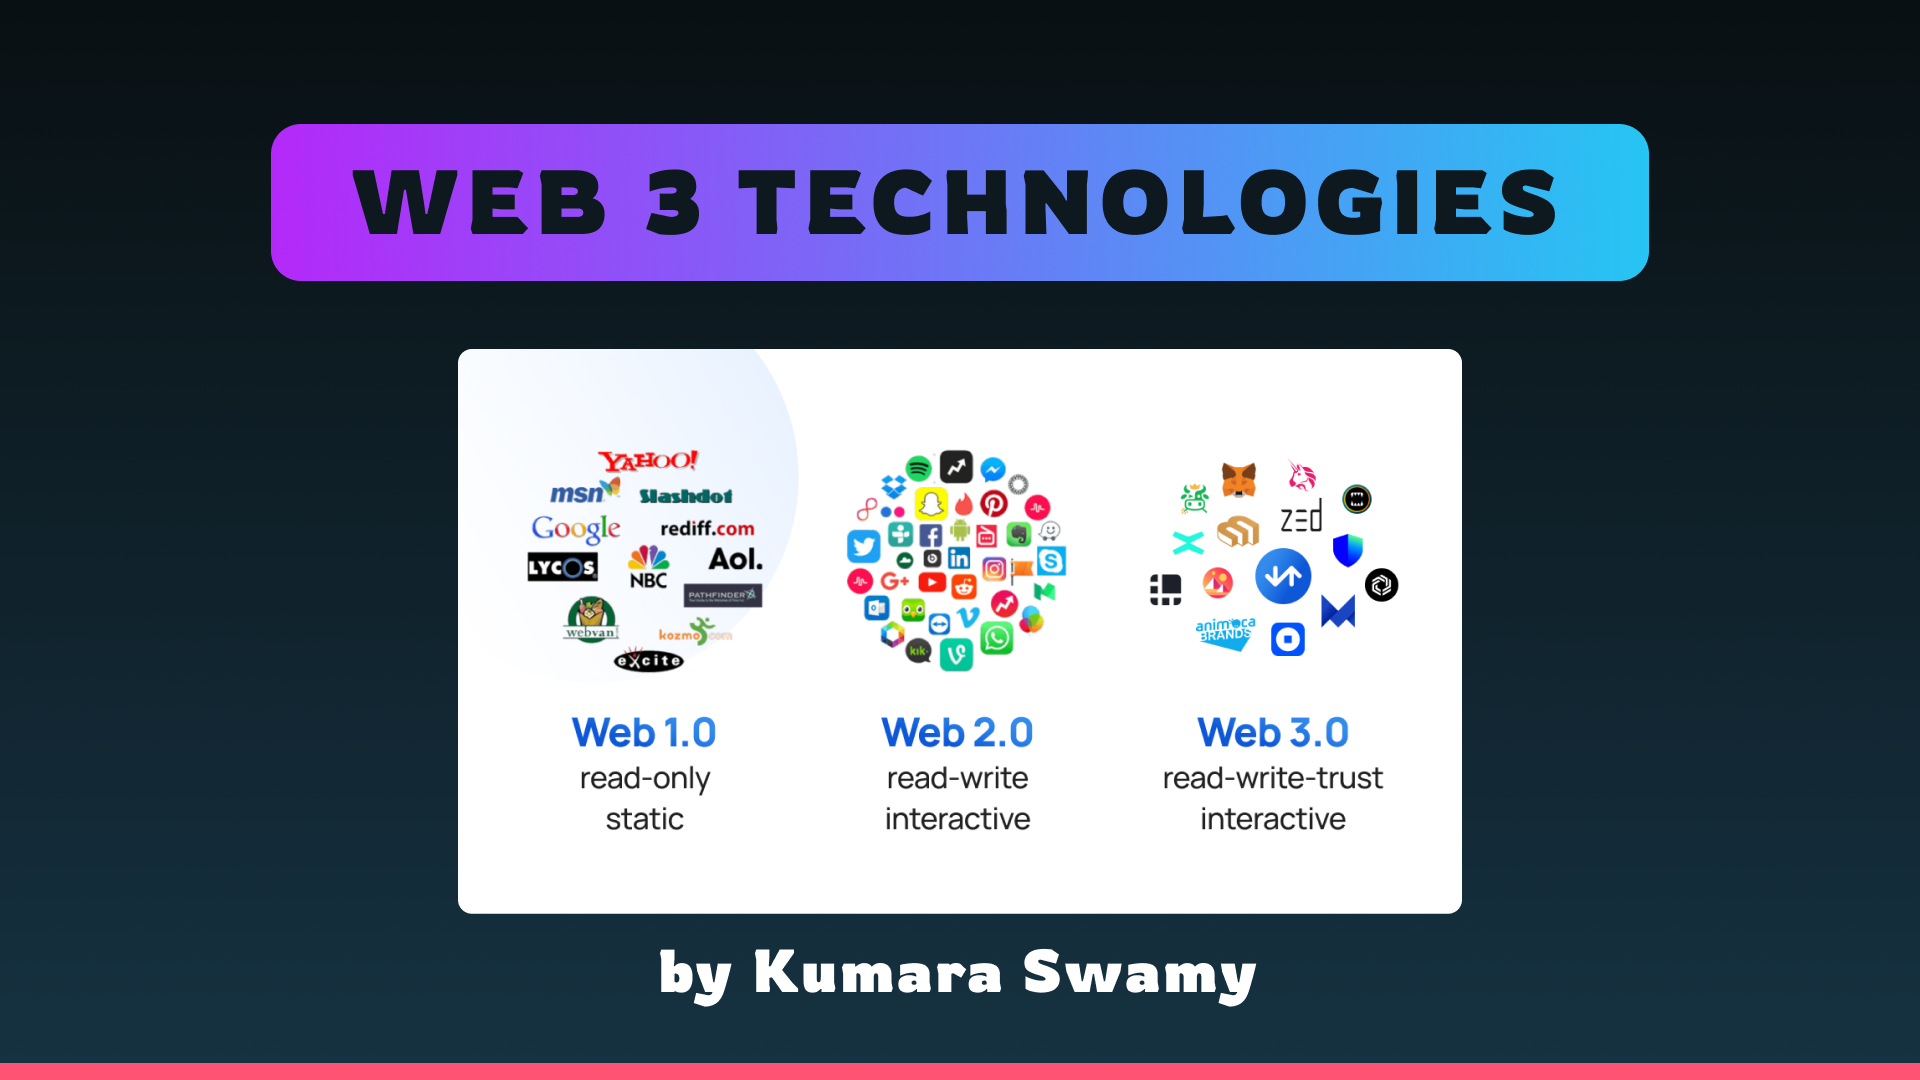 WEB 3 TECHNOLOGIES
YAHOO!
msn
Slashdot
Google
rediff.com
LYCOS
NBC
Aol.
PATHFINDER
webvan
kozmo.com
excite
G+
in
kik
zed
animoca
BRANDS
Web 1.0
read-only
static
Web 2.0
read-write
interactive
Web 3.0
read-write-trust
interactive
by Kumara Swamy